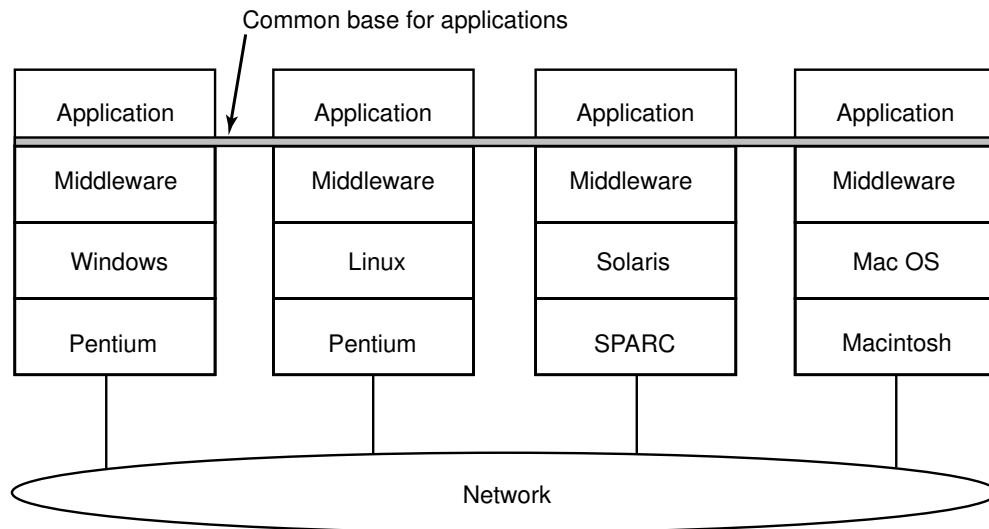 Common base for applications
Application Application Application Application
Middleware Middleware Middleware Middleware
Windows Linux Solaris Mac OS
Pentium Pentium SPARC Macintosh
Network